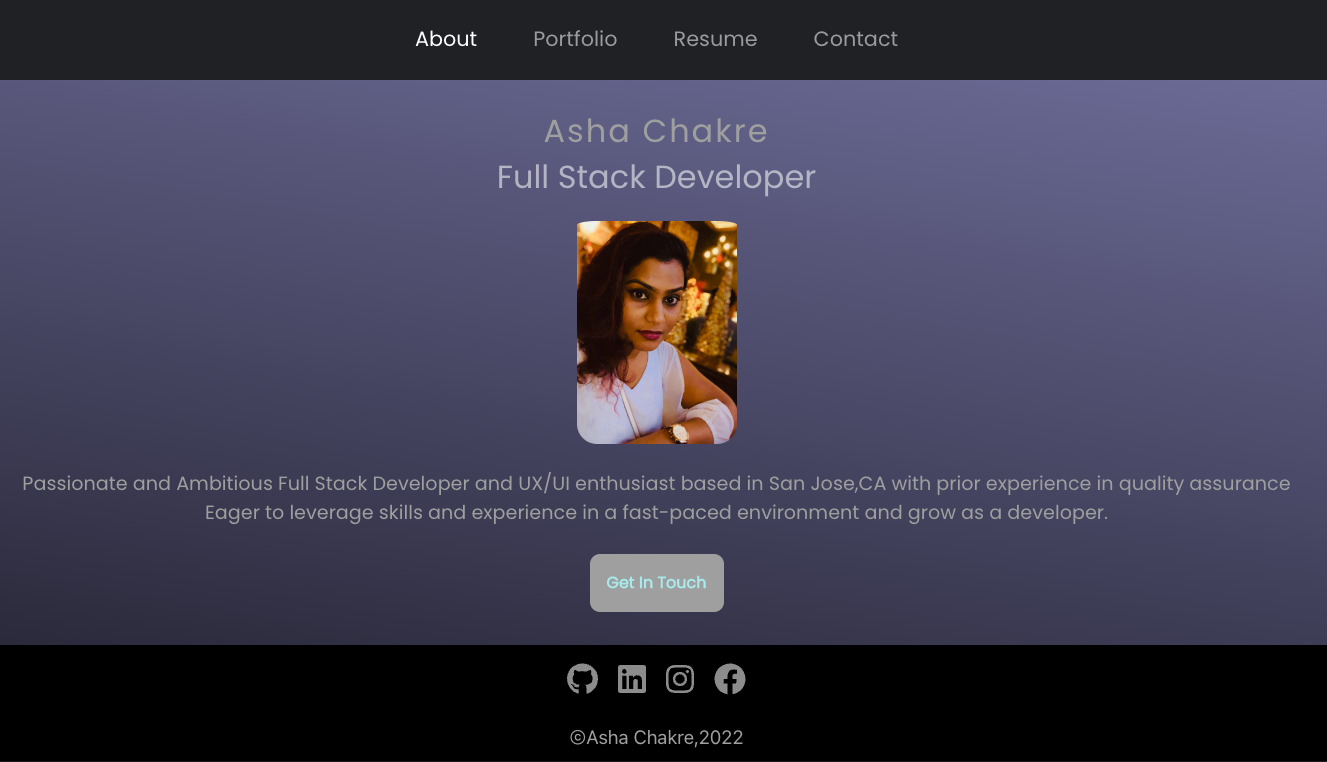 About Portfolio Resume Contact
Asha Chakre
Full Stack Developer
Passionate and Ambitious Full Stack Developer and UX/UI enthusiast based in San Jose,CA with prior experience in quality assurance
Eager to leverage skills and experience in a fast-paced environment and grow as a developer.
Get In Touch
in
©Asha Chakre,2022